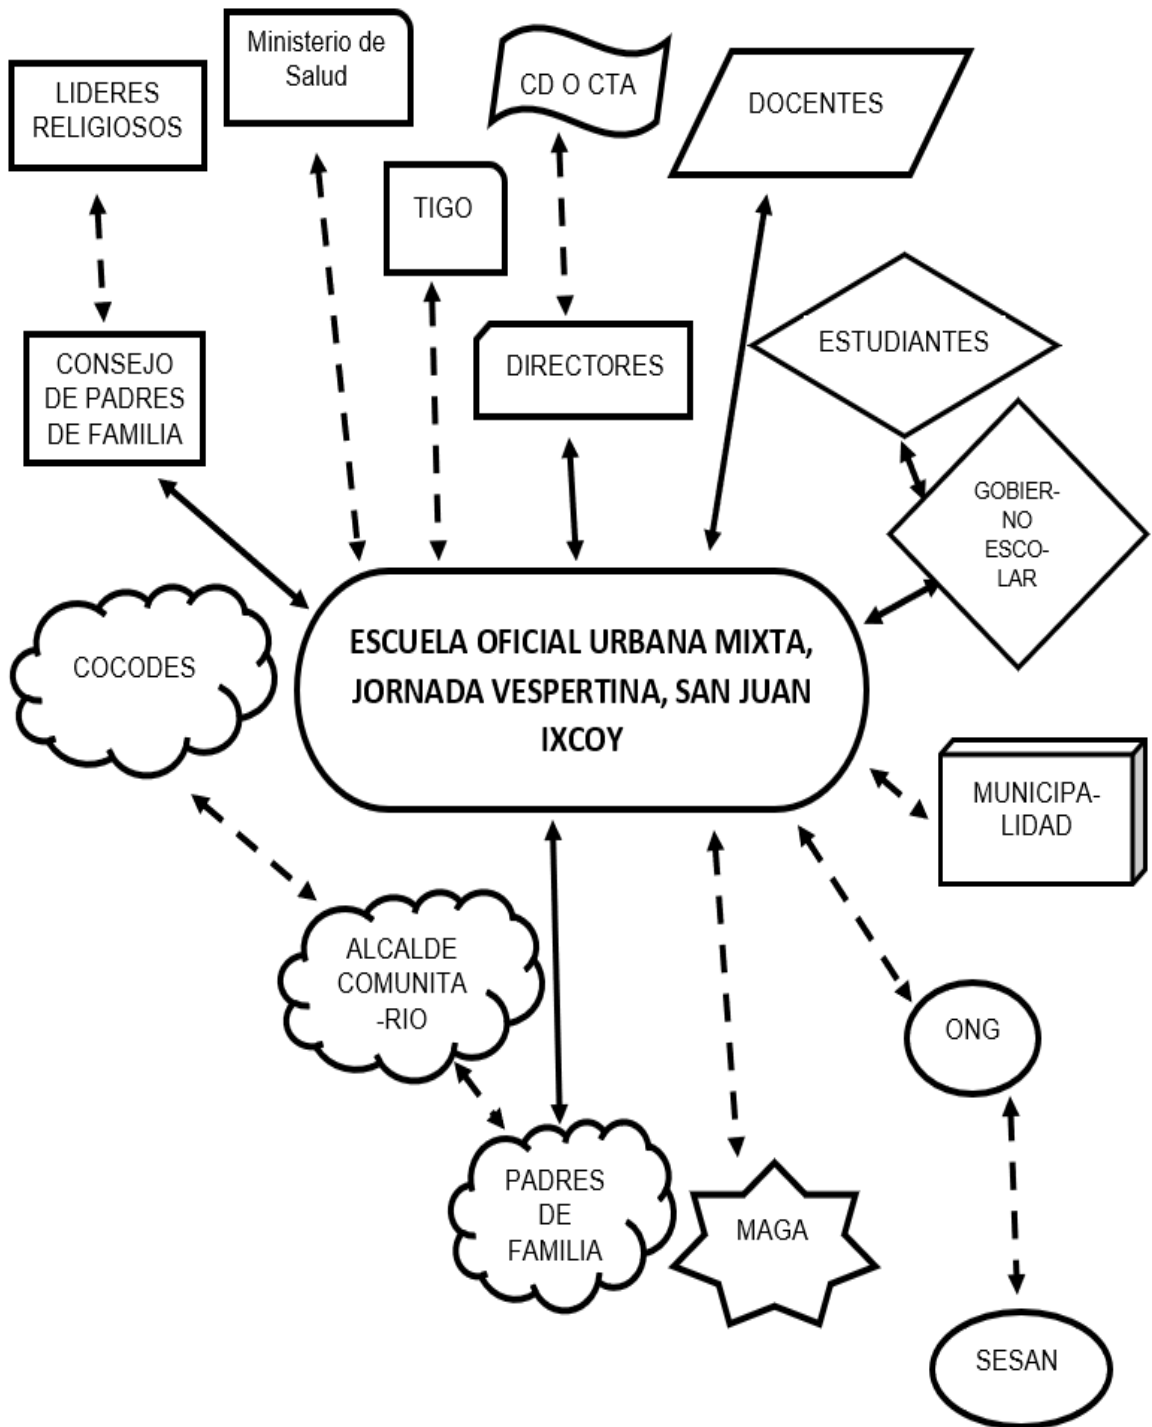 Ministerio de
Salud
LIDERES
RELIGIOSOS
CD O CTA
DOCENTES
TIGO
CONSEJO
DE PADRES
DE FAMILIA
DIRECTORES
ESTUDIANTES
GOBIER-
NO
ESCO-
LAR
COCODES
ESCUELA OFICIAL URBANA MIXTA,
JORNADA VESPERTINA, SAN JUAN
IXCOY
MUNICIPA-
LIDAD
ALCALDE
COMUNITA
-RIO
ONG
PADRES
DE
FAMILIA
MAGA
SESAN